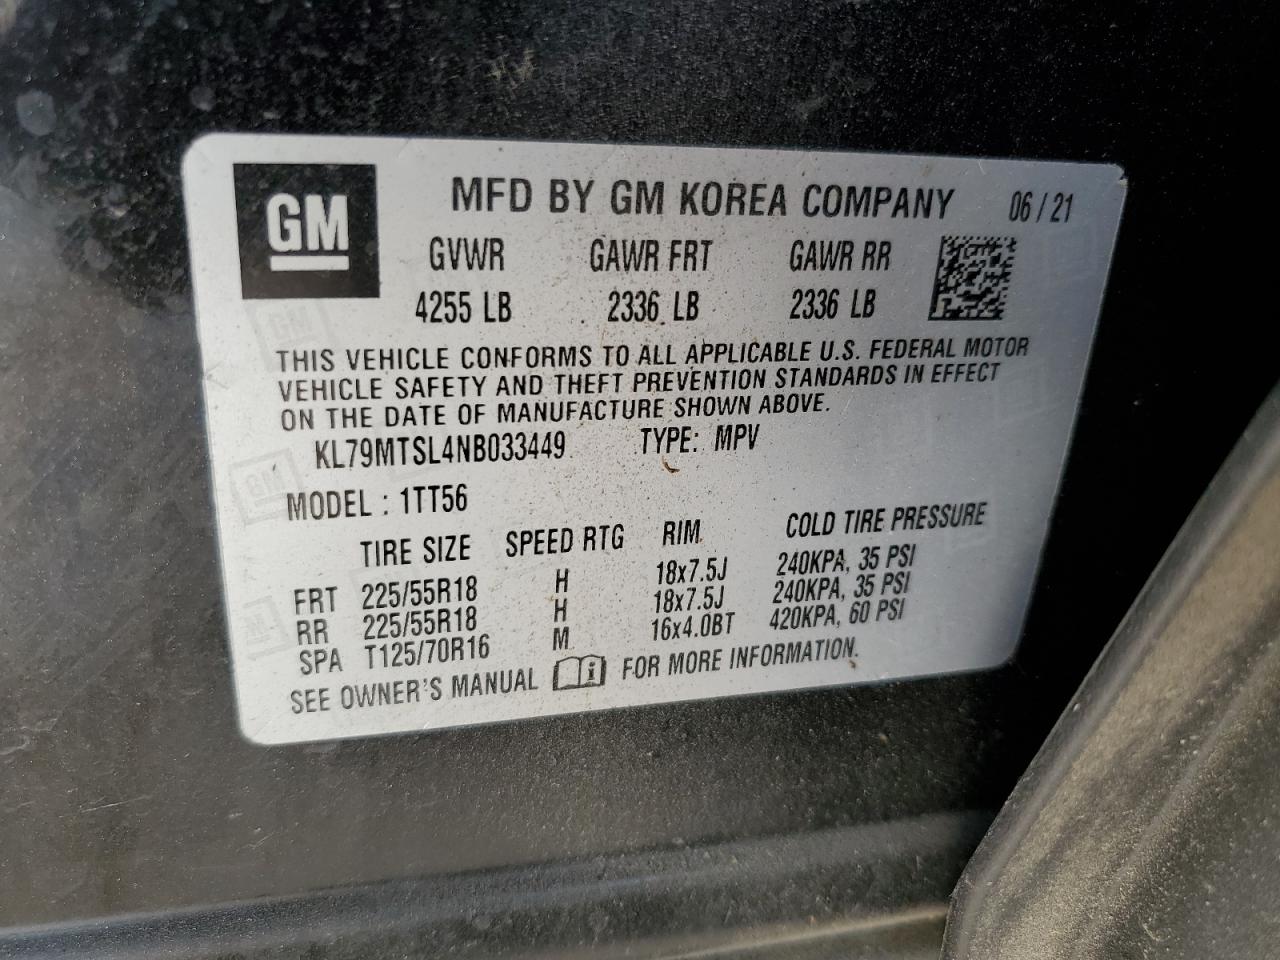 GM
MFD BY GM KOREA COMPANY 06/21
GVWR GAWR FRT GAWR RR
4255 LB 2336 LB 2336 LB
THIS VEHICLE CONFORMS TO ALL APPLICABLE U.S. FEDERAL MOTOR
VEHICLE SAFETY AND THEFT PREVENTION STANDARDS IN EFFECT
ON THE DATE OF MANUFACTURE SHOWN ABOVE.
KL79MTSL4NB033449 TYPE: MPV
MODEL : 1TT56
TIRE SIZE SPEED RTG RIM COLD TIRE PRESSURE
FRT 225/55R18 H 18x7.5J 240KPA, 35 PSI
RR 225/55R18 H 18x7.5J 240KPA, 35 PSI
SPA T125/70R16 M 16x4.0BT 420KPA, 60 PSI
SEE OWNER'S MANUAL i FOR MORE INFORMATION.